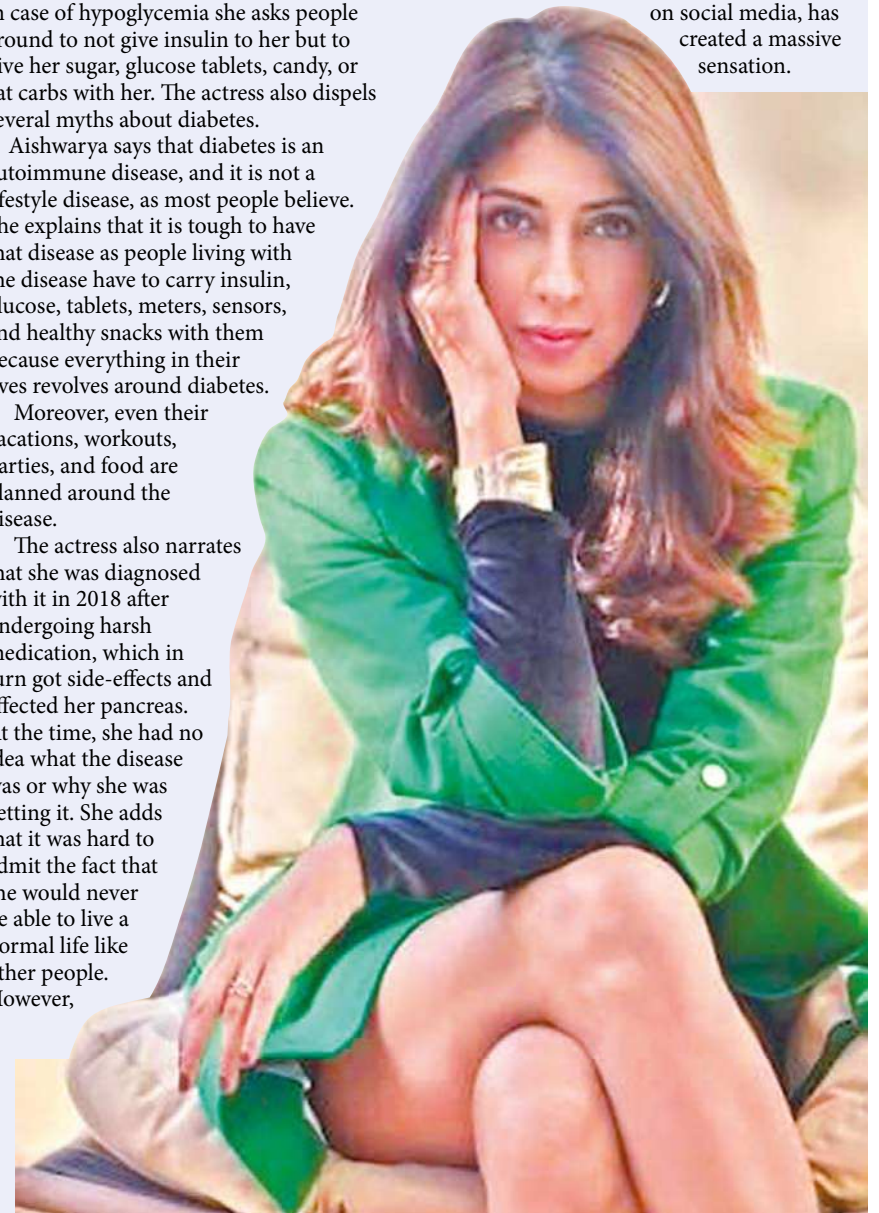 n case of hypoglycemia she asks people
round to not give insulin to her but to
ive her sugar, glucose tablets, candy, or
at carbs with her. The actress also dispels
everal myths about diabetes.
Aishwarya says that diabetes is an
utoimmune disease, and it is not a
festyle disease, as most people believe.
he explains that it is tough to have
hat disease as people living with
he disease have to carry insulin,
lucose, tablets, meters, sensors,
nd healthy snacks with them
ecause everything in their
ves revolves around diabetes.
Moreover, even their
acations, workouts,
arties, and food are
lanned around the
isease.
The actress also narrates
hat she was diagnosed
ith it in 2018 after
ndergoing harsh
edication, which in
urn got side-effects and
ffected her pancreas.
t the time, she had no
dea what the disease
as or why she was
etting it. She adds
hat it was hard to
dmit the fact that
he would never
e able to live a
ormal life like
ther people.
owever,
on social media, has
created a massive
sensation.